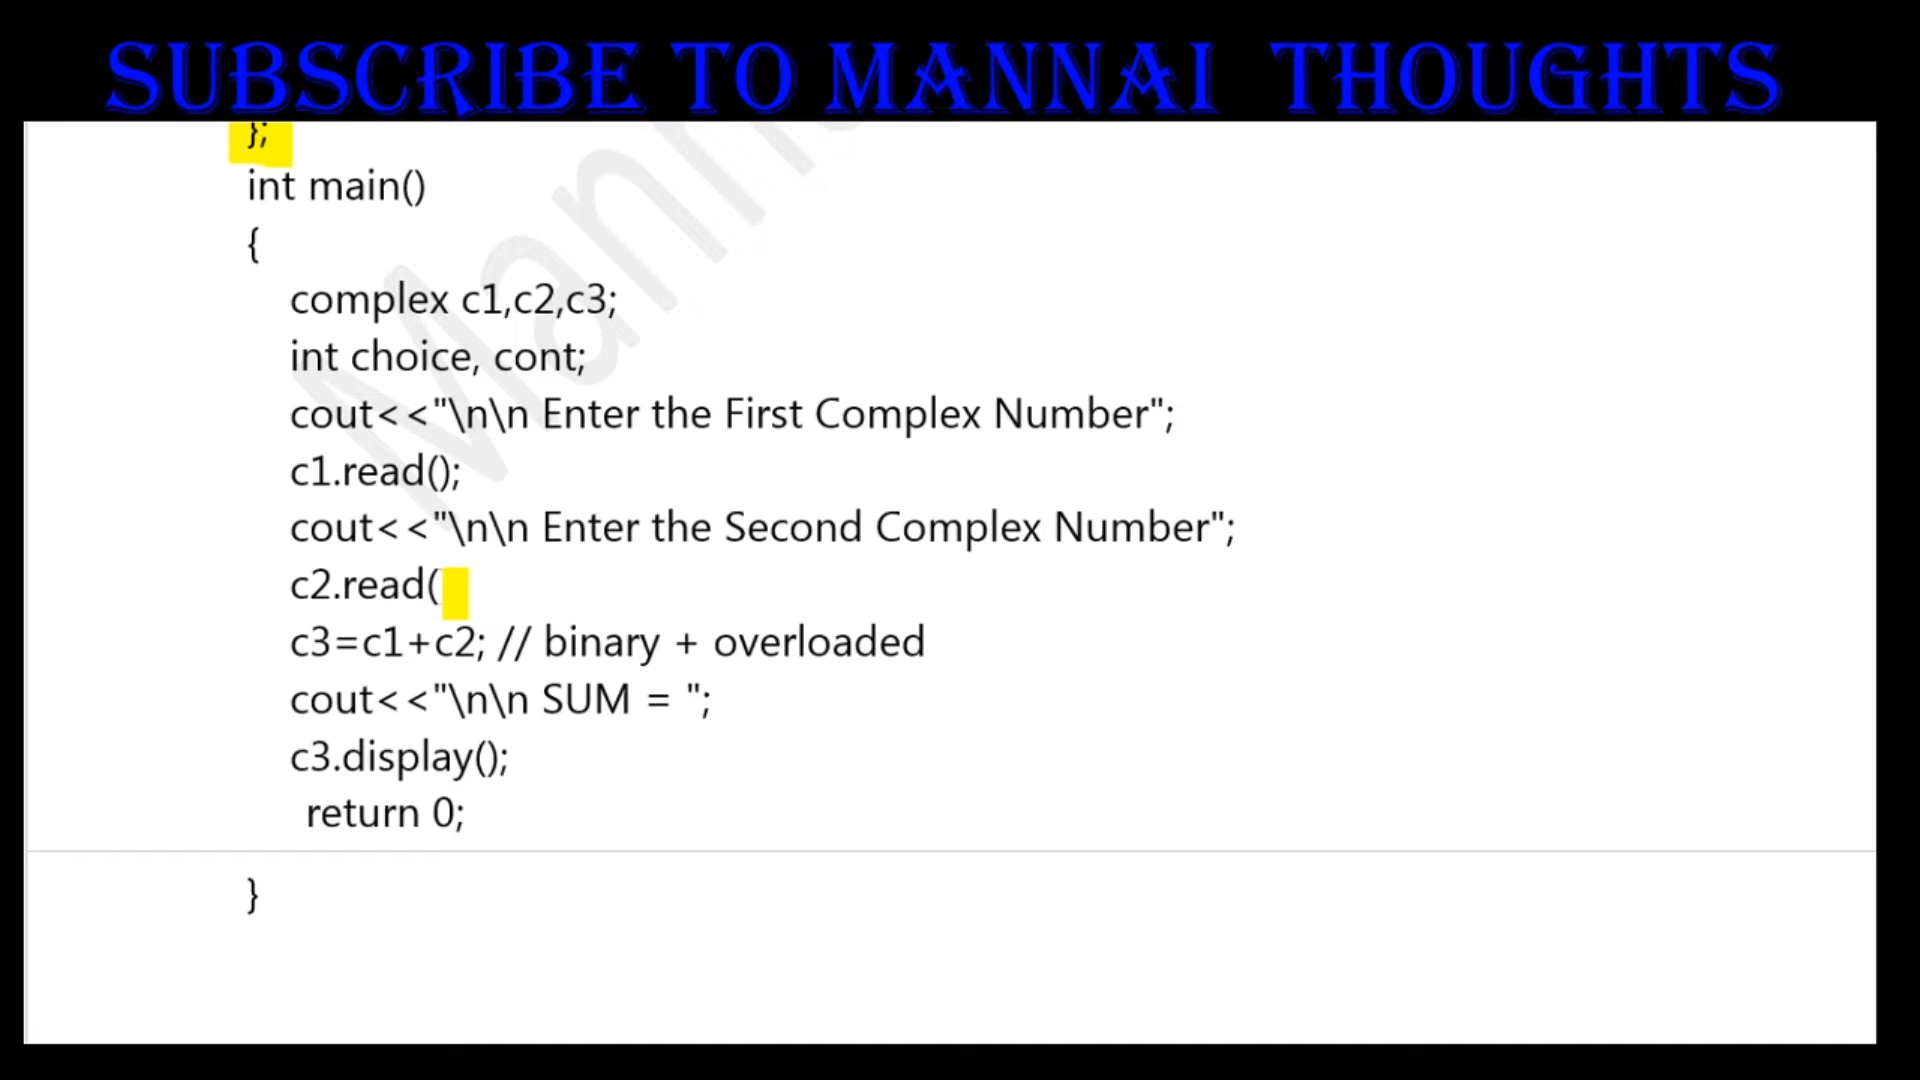 SUBSCRIBE TO MANNAI THOUGHTS
};
int main()
{
complex c1,c2,c3;
int choice, cont;
cout<<"\n\n Enter the First Complex Number";
c1.read();
cout<<"\n\n Enter the Second Complex Number";
c2.read(
c3=c1+c2; // binary + overloaded
cout<<"\n\n SUM = ";
c3.display();
return 0;
}